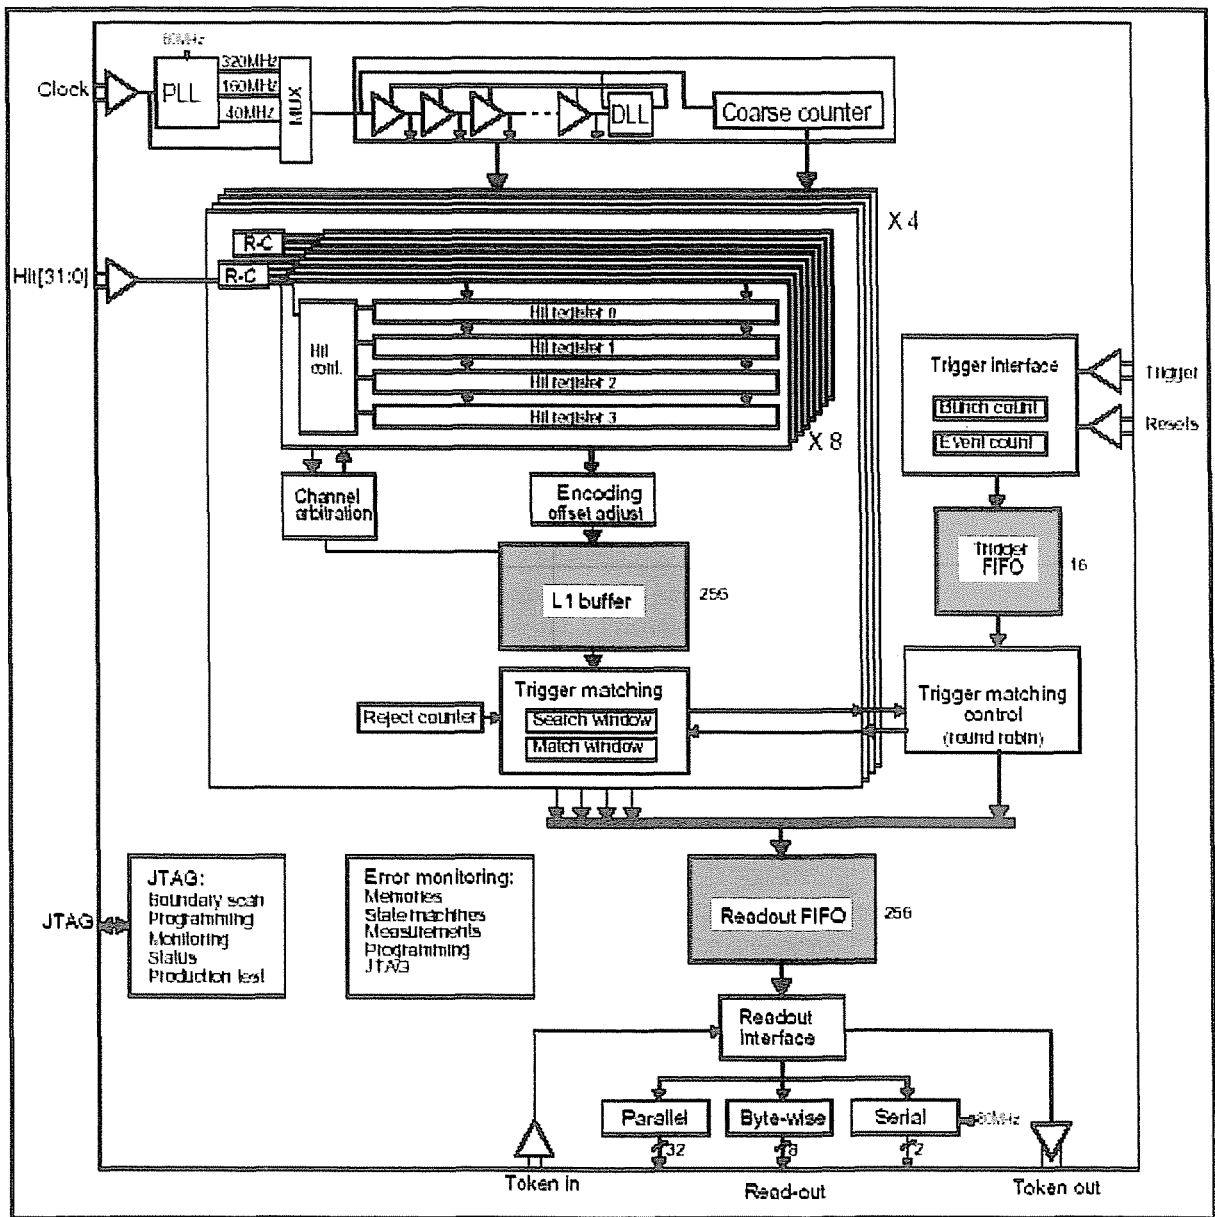 80MHz
320MHz
Clock
PLL
160MHz
40MHz
MUX
DLL
Coarse counter
X 4
R-C
Hit[31:0]
R-C
Hit register 0
Hit
cont.
Hit register 1
Hit register 2
Hit register 3
X 8
Trigger interface
Trigger
Bunch count
Event count
Resets
Channel
arbitration
Encoding
offset adjust
Trigger
FIFO
16
L1 buffer
256
Trigger matching
Search window
Match window
Reject counter
Trigger matching
control
(round robin)
JTAG
JTAG:
Boundary scan
Programming
Monitoring
Status
Production test
Error monitoring:
Memories
State machines
Measurements
Programming
JTAG
Readout FIFO
256
Readout
interface
Parallel
Byte-wise
Serial
80MHz
32
8
2
Token in
Read-out
Token out